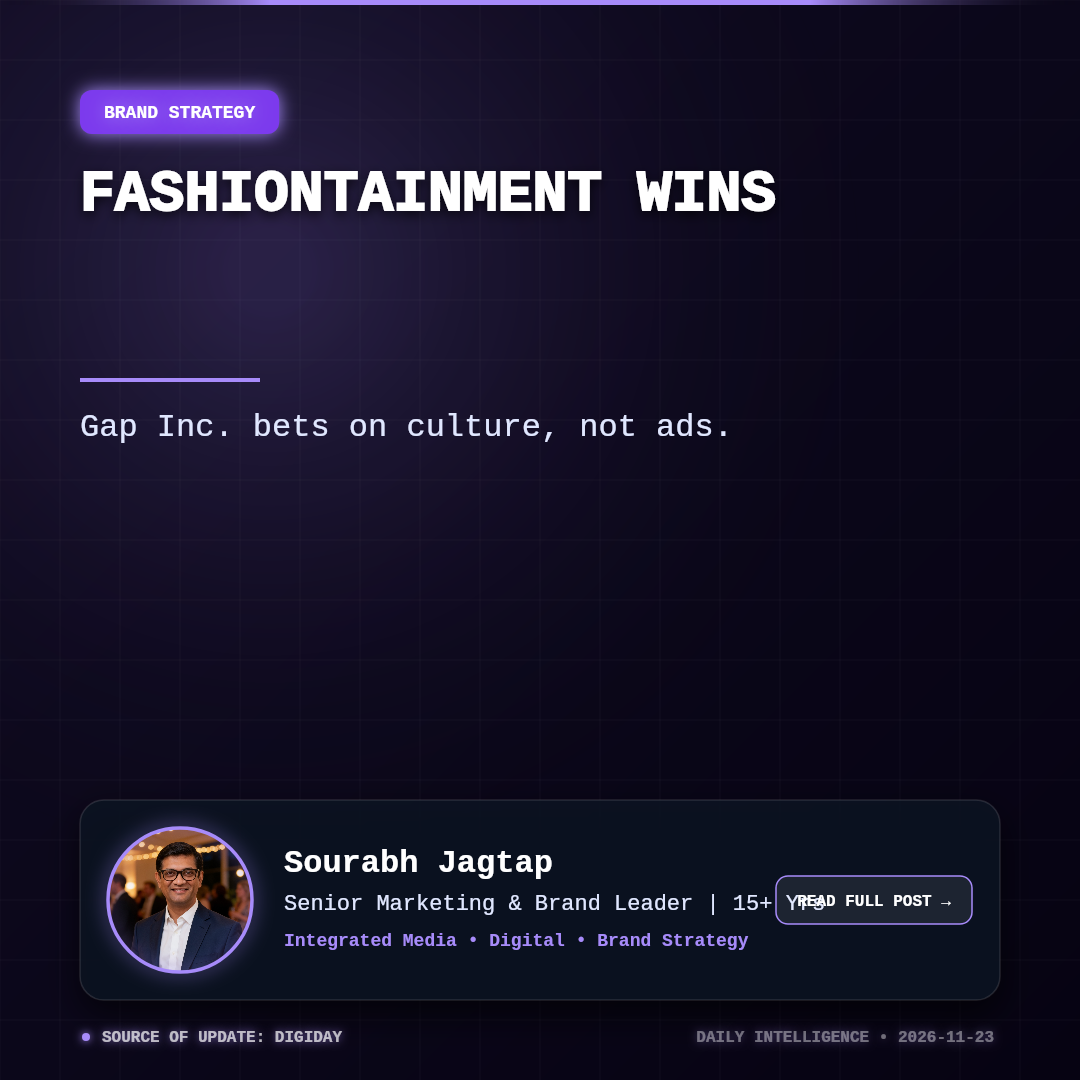 BRAND STRATEGY
FASHIONTAINMENT WINS
Gap Inc. bets on culture, not ads.
Sourabh Jagtap
Senior Marketing & Brand Leader | 15+ Yrs
READ FULL POST →
Integrated Media • Digital • Brand Strategy
SOURCE OF UPDATE: DIGIDAY
DAILY INTELLIGENCE • 2026-11-23